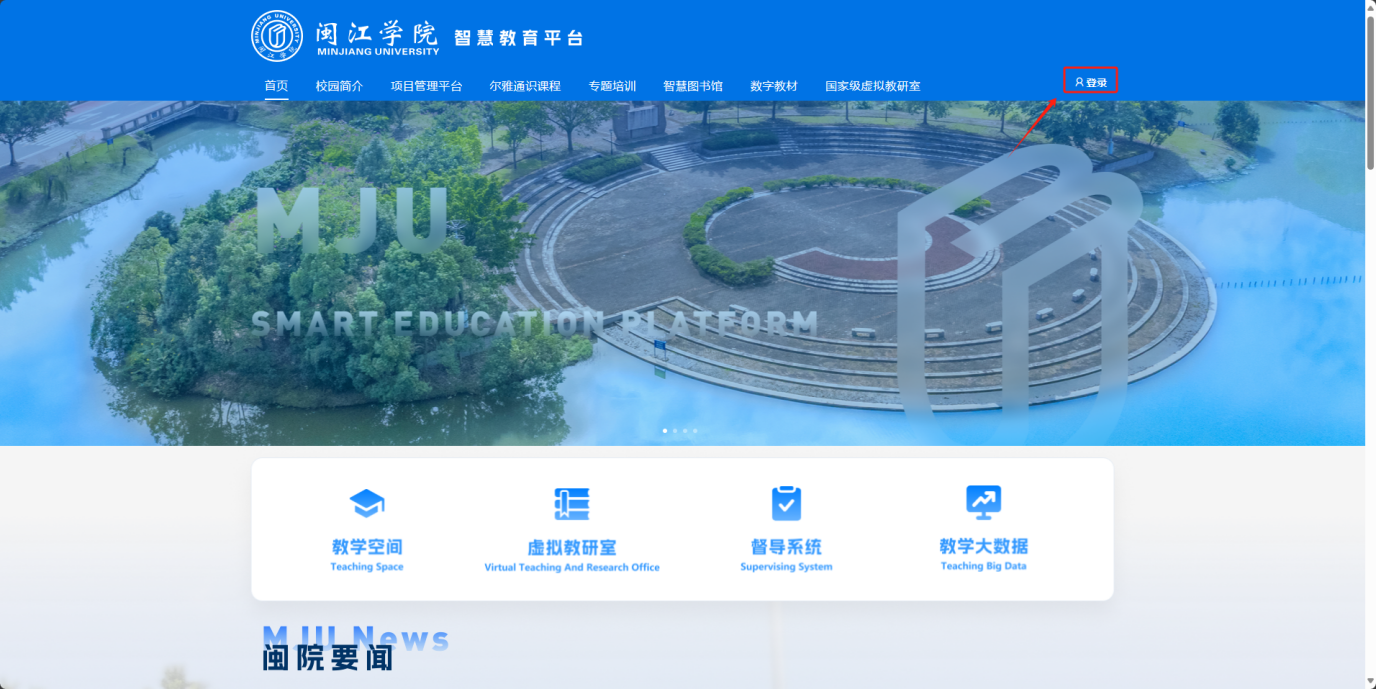 闽江学院 智慧教育平台
MINJIANG UNIVERSITY
首页 校园简介 项目管理平台 尔雅通识课程 专题培训 智慧图书馆 数字教材 国家级虚拟教研室 登录
MJU
SMART EDUCATION PLATFORM
教学空间 虚拟教研室 督导系统 教学大数据
Teaching Space Virtual Teaching And Research Office Supervising System Teaching Big Data
MJU News
闽院要闻